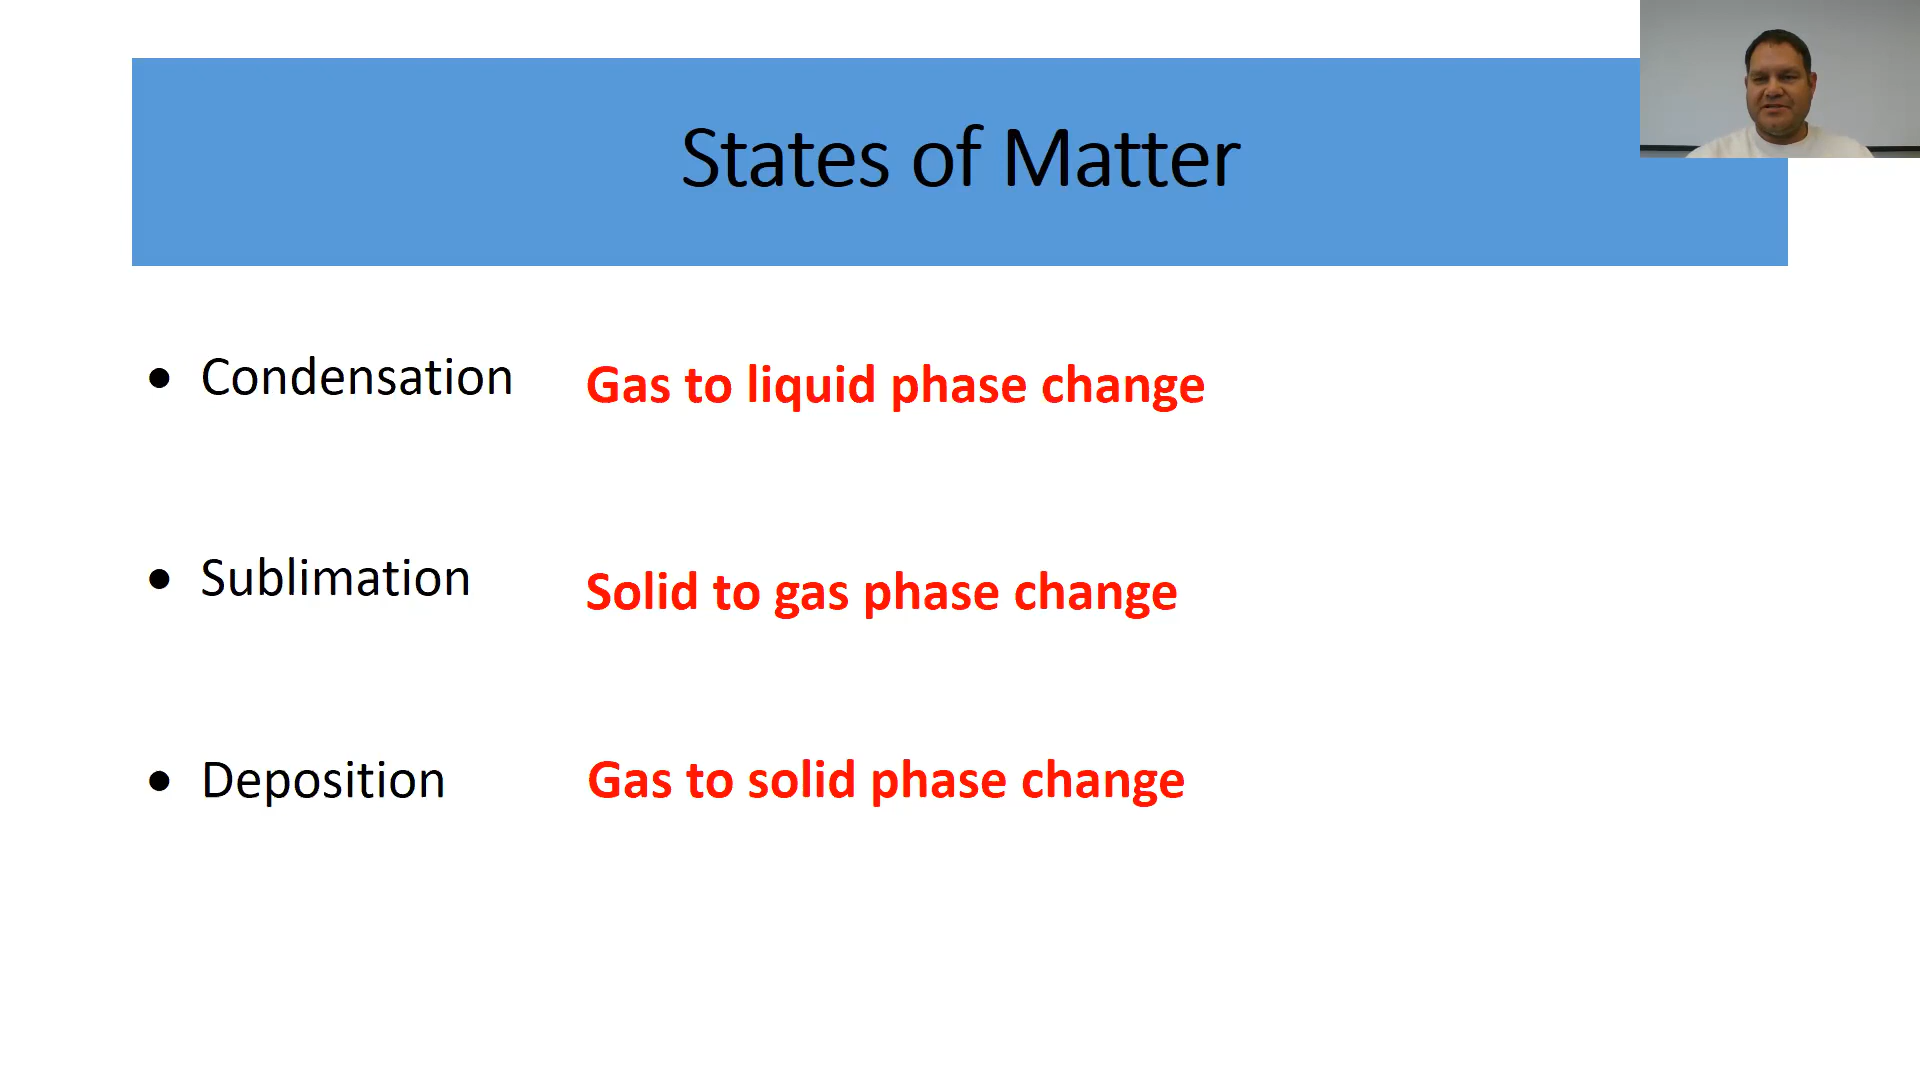 States of Matter
• Condensation Gas to liquid phase change
• Sublimation Solid to gas phase change
• Deposition Gas to solid phase change